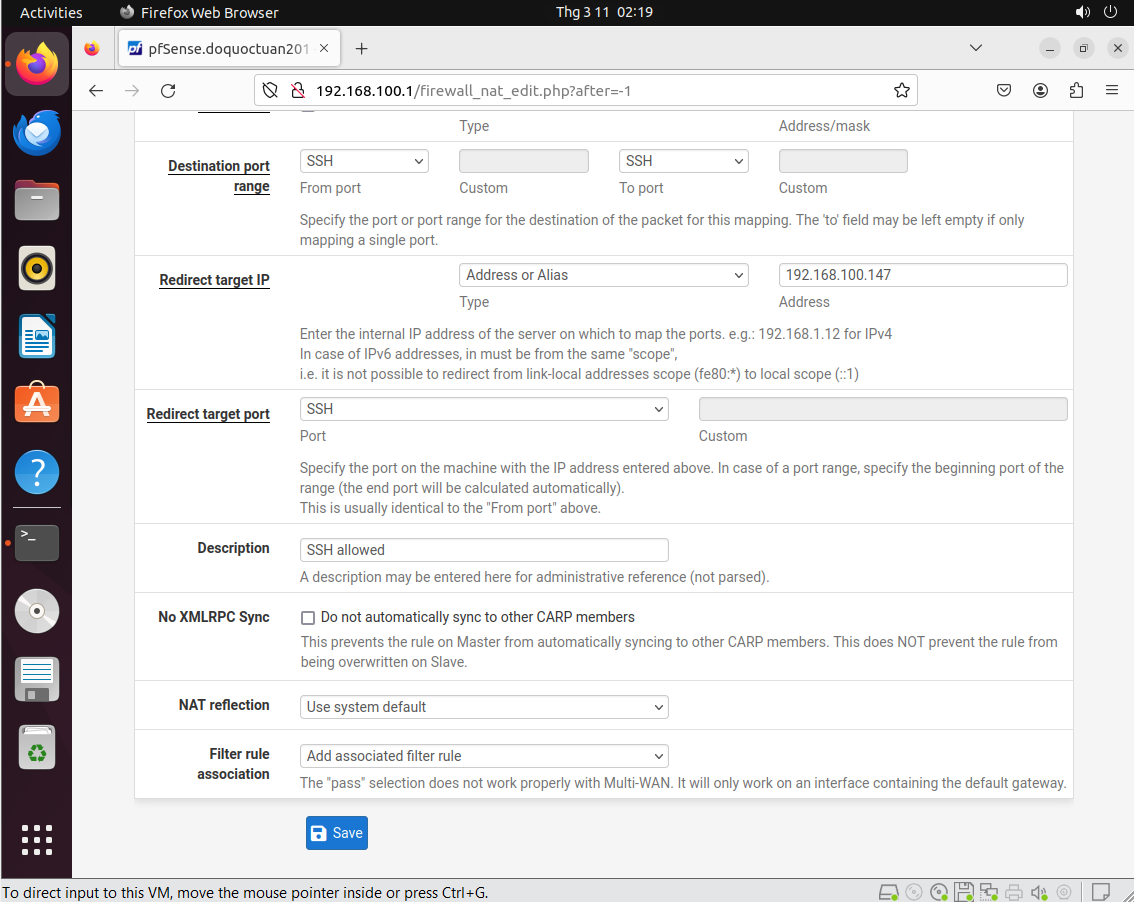 Activities
Firefox Web Browser
Thg 3 11 02:19
pfSense.doquoctuan201
192.168.100.1/firewall_nat_edit.php?after=-1
Type
Address/mask
Destination port range
SSH
SSH
From port
Custom
To port
Custom
Specify the port or port range for the destination of the packet for this mapping. The 'to' field may be left empty if only
mapping a single port.
Redirect target IP
Address or Alias
192.168.100.147
Type
Address
Enter the internal IP address of the server on which to map the ports. e.g.: 192.168.1.12 for IPv4
In case of IPv6 addresses, in must be from the same "scope",
i.e. it is not possible to redirect from link-local addresses scope (fe80:*) to local scope (::1)
Redirect target port
SSH
Port
Custom
Specify the port on the machine with the IP address entered above. In case of a port range, specify the beginning port of the
range (the end port will be calculated automatically).
This is usually identical to the "From port" above.
Description
SSH allowed
A description may be entered here for administrative reference (not parsed).
No XMLRPC Sync
Do not automatically sync to other CARP members
This prevents the rule on Master from automatically syncing to other CARP members. This does NOT prevent the rule from
being overwritten on Slave.
NAT reflection
Use system default
Filter rule association
Add associated filter rule
The "pass" selection does not work properly with Multi-WAN. It will only work on an interface containing the default gateway.
Save
To direct input to this VM, move the mouse pointer inside or press Ctrl+G.